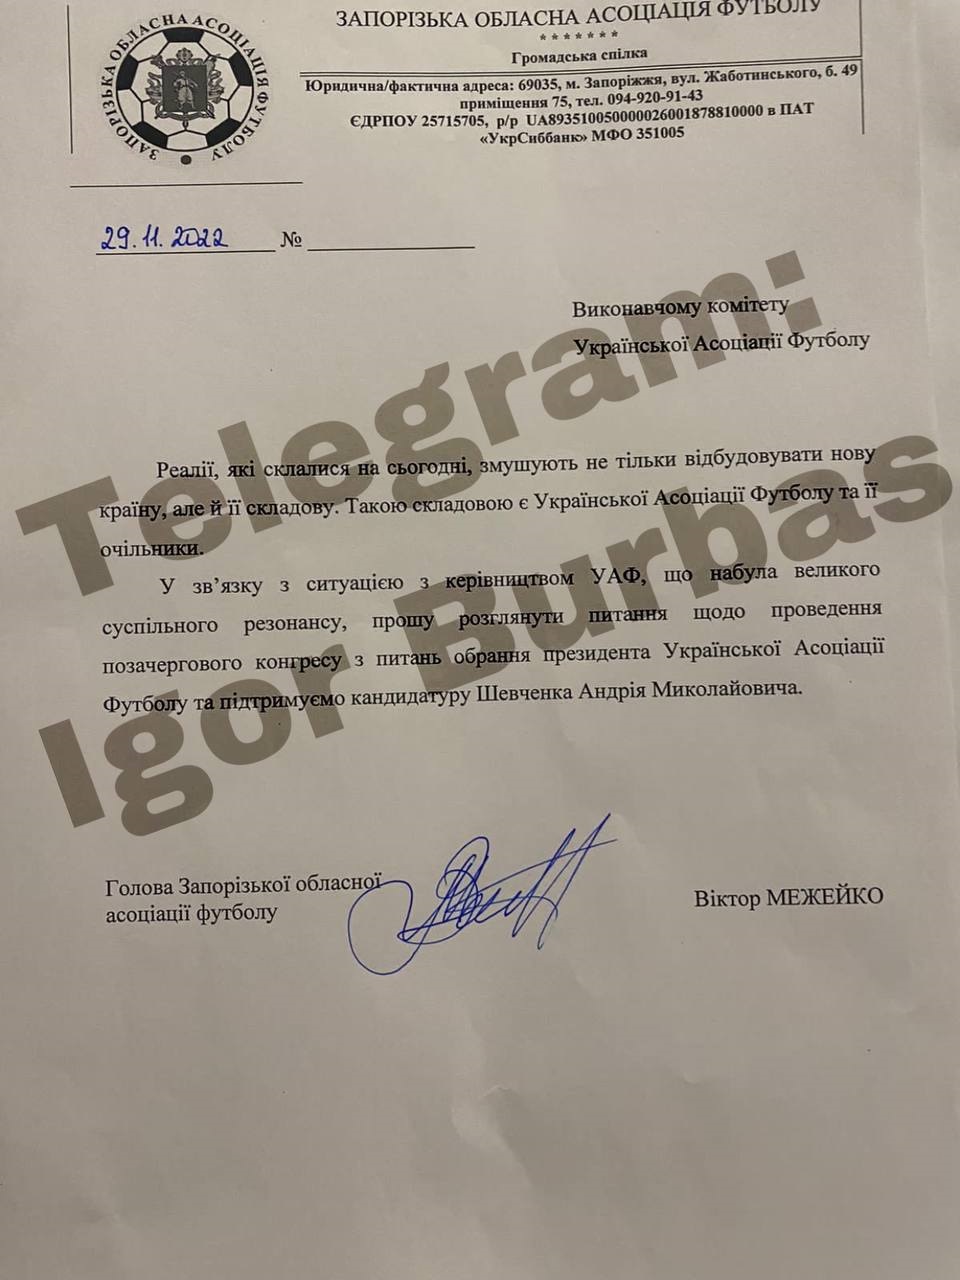 ЗАПОРІЗЬКА ОБЛАСНА АСОЦІАЦІЯ ФУТБОЛУ
ЗАПОРІЗЬКА ОБЛАСНА АСОЦІАЦІЯ ФУТБОЛУ
* * * * * * *
Громадська спілка
Юридична/фактична адреса: 69035, м. Запоріжжя, вул. Жаботинського, б. 49
приміщення 75, тел. 094-920-91-43
ЄДРПОУ 25715705, р/р UA893510050000026001878810000 в ПАТ
«УкрСиббанк» МФО 351005
29.11.2022 №
Виконавчому комітету
Української Асоціації Футболу
Реалії, які склалися на сьогодні, змушують не тільки відбудовувати нову
країну, але й її складову. Такою складовою є Української Асоціації Футболу та її
очільники.
У зв’язку з ситуацією з керівництвом УАФ, що набула великого
суспільного резонансу, прошу розглянути питання щодо проведення
позачергового конгресу з питань обрання президента Української Асоціації
Футболу та підтримуємо кандидатуру Шевченка Андрія Миколайовича.
Голова Запорізької обласної
асоціації футболу
Віктор МЕЖЕЙКО
Telegram:
Igor Burbas